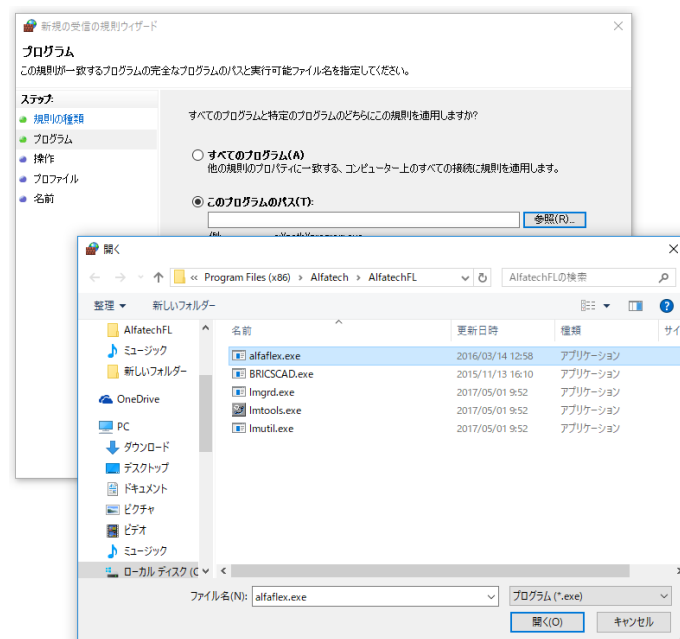 新規の受信の規則ウィザード
プログラム
この規則が一致するプログラムの完全なプログラムのパスと実行可能ファイル名を指定してください。
ステップ:
規則の種類
プログラム
操作
プロファイル
名前
すべてのプログラムと特定のプログラムのどちらにこの規則を適用しますか?
すべてのプログラム(A)
他の規則のプロパティに一致する、コンピューター上のすべての接続に規則を適用します。
このプログラムのパス(T):
参照(R)...
開く
« Program Files (x86) › Alfatech › AlfatechFL
AlfatechFLの検索
整理
新しいフォルダー
AlfatechFL
ミュージック
新しいフォルダー
OneDrive
PC
ダウンロード
デスクトップ
ドキュメント
ピクチャ
ビデオ
ミュージック
ローカル ディスク (C
名前 更新日時 種類 サイ
alfaflex.exe 2016/03/14 12:58 アプリケーション
BRICSCAD.exe 2015/11/13 16:10 アプリケーション
lmgrd.exe 2017/05/01 9:52 アプリケーション
lmtools.exe 2017/05/01 9:52 アプリケーション
lmutil.exe 2017/05/01 9:52 アプリケーション
ファイル名(N): alfaflex.exe
プログラム (*.exe)
開く(O)
キャンセル